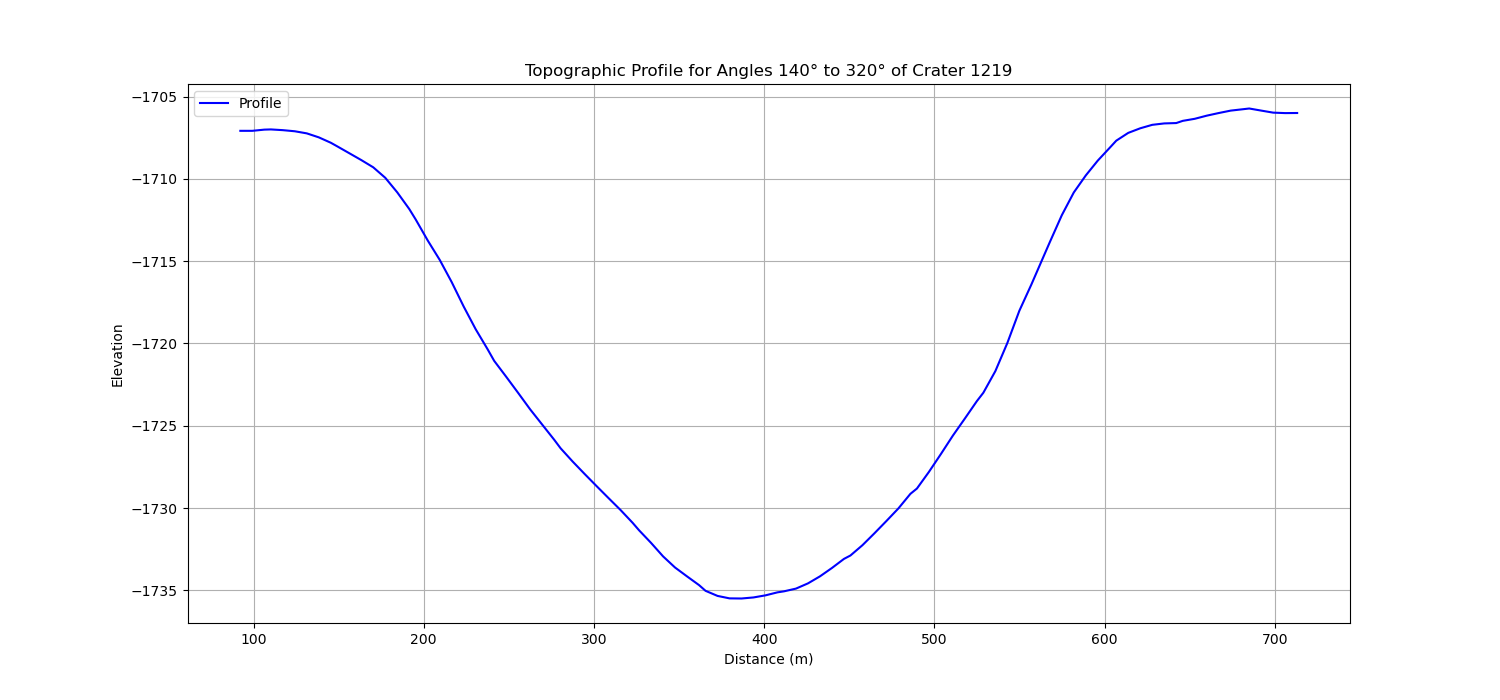 Topographic Profile for Angles 140° to 320° of Crater 1219
Profile
−1705
−1710
−1715
−1720
−1725
−1730
−1735
Elevation
100 200 300 400 500 600 700
Distance (m)